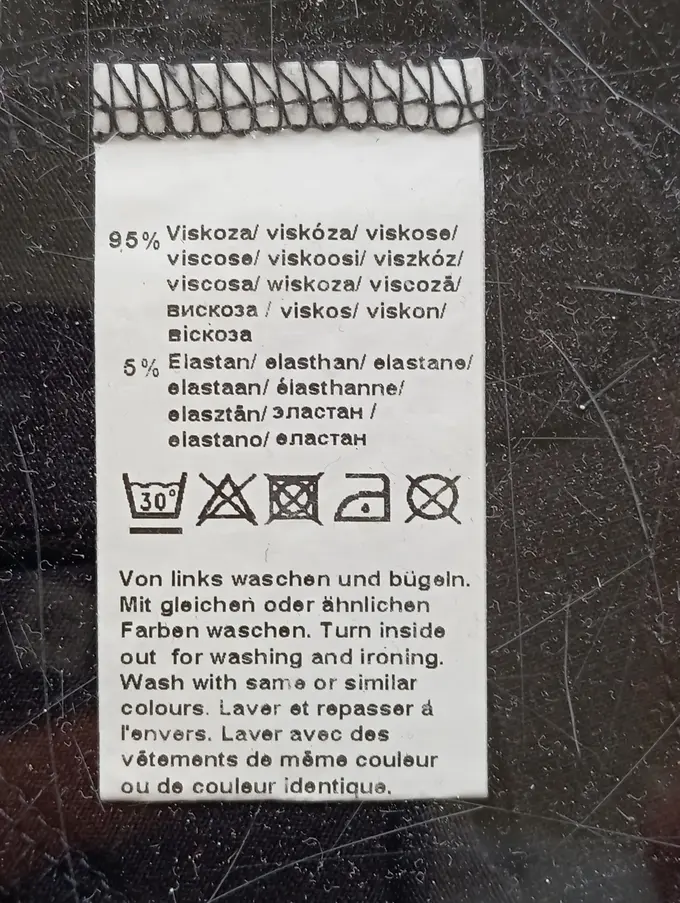 95% Viskoza/ viskóza/ viskose/
viscose/ viskoosi/ viszkóz/
viscosa/ wiskoza/ viscoză/
вискоза / viskos/ viskon/
віскоза
5% Elastan/ elasthan/ elastane/
elastaan/ élasthanne/
elasztán/ эластан /
elastano/ еластан
30°
Von links waschen und bügeln.
Mit gleichen oder ähnlichen
Farben waschen. Turn inside
out for washing and ironing.
Wash with same or similar
colours. Laver et repasser á
l'envers. Laver avec des
vêtements de même couleur
ou de couleur identique.